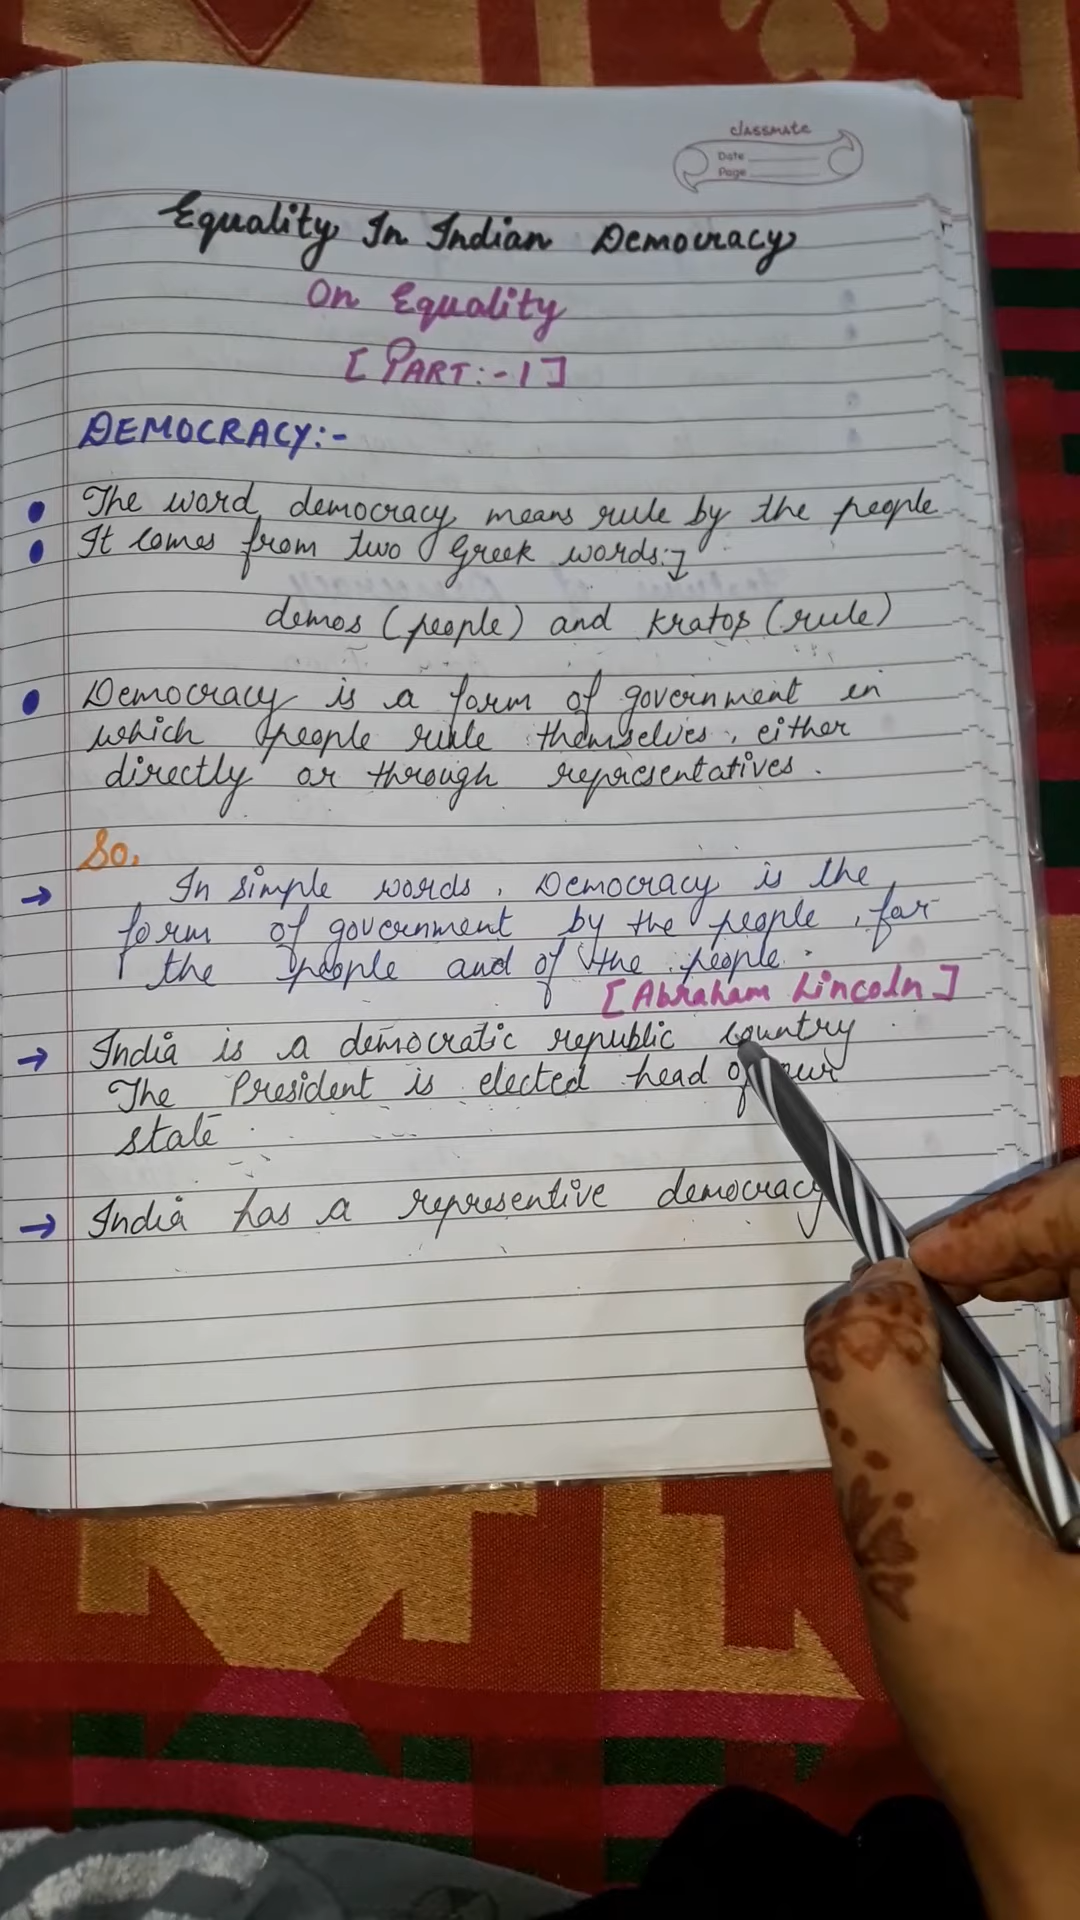 classmate
Date
Page
Equality In Indian Democracy
On Equality
[PART:-1]
DEMOCRACY:-
The word democracy means rule by the people
It comes from two Greek words:
demos (people) and kratos (rule)
Democracy is a form of government in
which people rule themselves, either
directly or through representatives.
So,
→ In simple words, Democracy is the
form of government by the people, for
the people and of the people.
[Abraham Lincoln]
→ India is a democratic republic country
The President is elected head of our
state
→ India has a representive democracy